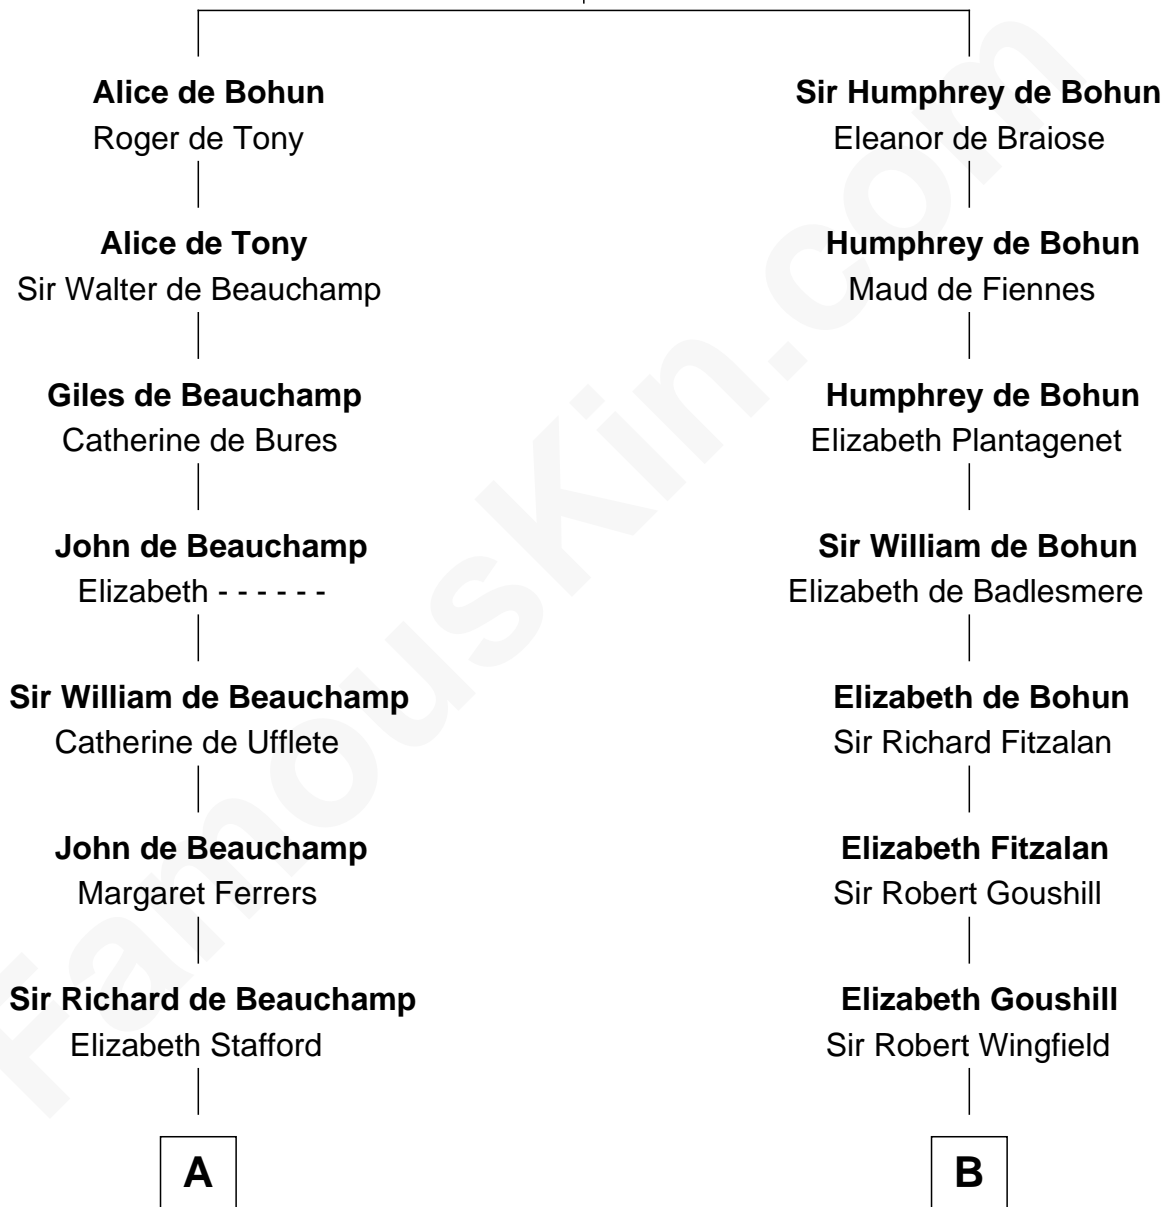 Alice de Bohun
Roger de Tony
Alice de Tony
Sir Walter de Beauchamp
Giles de Beauchamp
Catherine de Bures
John de Beauchamp
Elizabeth - - - - - -
Sir William de Beauchamp
Catherine de Ufflete
John de Beauchamp
Margaret Ferrers
Sir Richard de Beauchamp
Elizabeth Stafford
A
Sir Humphrey de Bohun
Eleanor de Braiose
Humphrey de Bohun
Maud de Fiennes
Humphrey de Bohun
Elizabeth Plantagenet
Sir William de Bohun
Elizabeth de Badlesmere
Elizabeth de Bohun
Sir Richard Fitzalan
Elizabeth Fitzalan
Sir Robert Goushill
Elizabeth Goushill
Sir Robert Wingfield
B
FamousKin.com